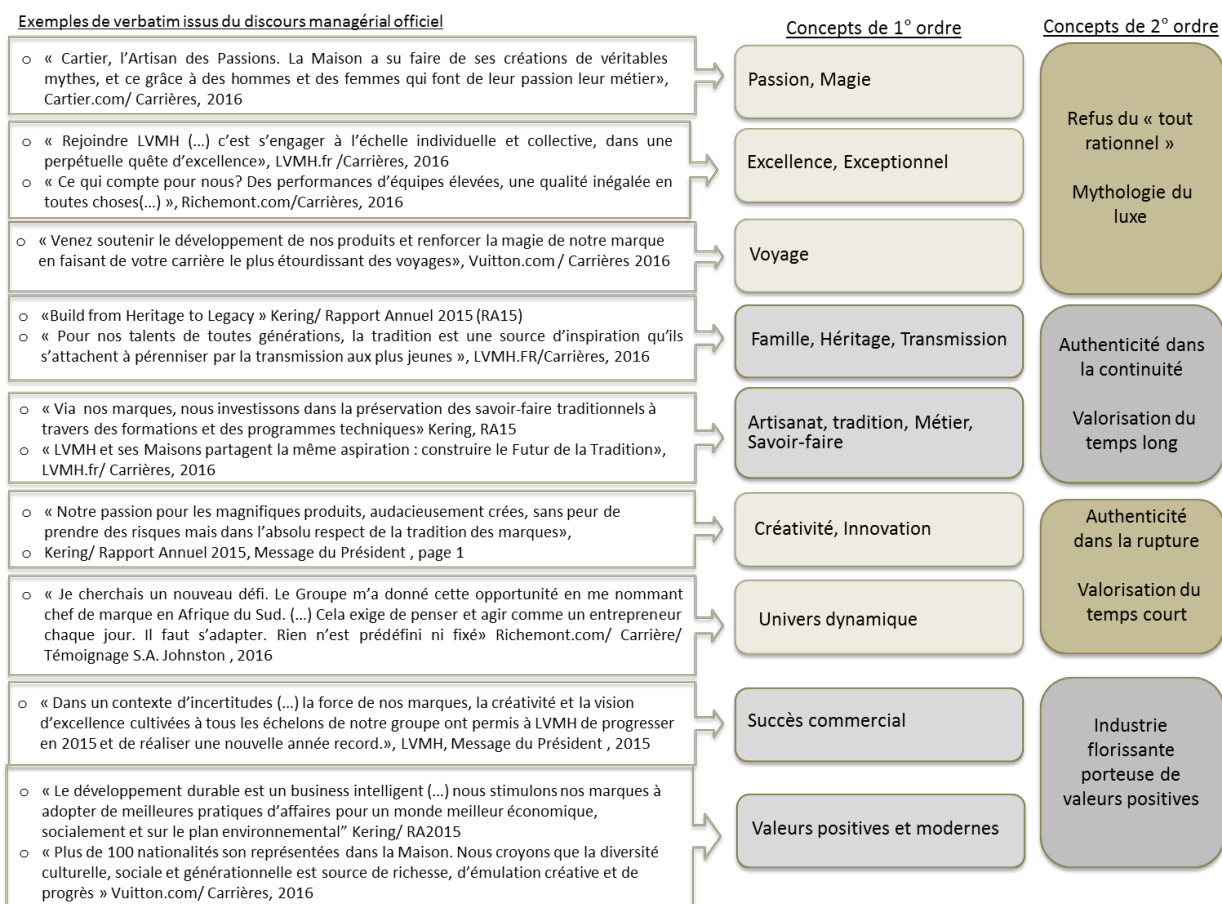 Exemples de verbatim issus du discours managérial officiel
Concepts de 1° ordre
Concepts de 2° ordre
o « Cartier, l’Artisan des Passions. La Maison a su faire de ses créations de véritables
mythes, et ce grâce à des hommes et des femmes qui font de leur passion leur métier»,
Cartier.com/ Carrières, 2016
Passion, Magie
o « Rejoindre LVMH (...) c’est s’engager à l’échelle individuelle et collective, dans une
perpétuelle quête d’excellence», LVMH.fr /Carrières, 2016
o « Ce qui compte pour nous? Des performances d’équipes élevées, une qualité inégalée en
toutes choses(...) », Richemont.com/Carrières, 2016
Excellence, Exceptionnel
o « Venez soutenir le développement de nos produits et renforcer la magie de notre marque
en faisant de votre carrière le plus étourdissant des voyages», Vuitton.com / Carrières 2016
Voyage
Refus du « tout
rationnel »
Mythologie du
luxe
o «Build from Heritage to Legacy » Kering/ Rapport Annuel 2015 (RA15)
o « Pour nos talents de toutes générations, la tradition est une source d’inspiration qu’ils
s’attachent à pérenniser par la transmission aux plus jeunes », LVMH.FR/Carrières, 2016
Famille, Héritage, Transmission
o « Via nos marques, nous investissons dans la préservation des savoir-faire traditionnels à
travers des formations et des programmes techniques» Kering, RA15
o « LVMH et ses Maisons partagent la même aspiration : construire le Futur de la Tradition»,
LVMH.fr/ Carrières, 2016
Artisanat, tradition, Métier,
Savoir-faire
Authenticité dans
la continuité
Valorisation du
temps long
o « Notre passion pour les magnifiques produits, audacieusement crées, sans peur de
prendre des risques mais dans l’absolu respect de la tradition des marques»,
o Kering/ Rapport Annuel 2015, Message du Président , page 1
Créativité, Innovation
o « Je cherchais un nouveau défi. Le Groupe m’a donné cette opportunité en me nommant
chef de marque en Afrique du Sud. (...) Cela exige de penser et agir comme un entrepreneur
chaque jour. Il faut s’adapter. Rien n’est prédéfini ni fixé» Richemont.com/ Carrière/
Témoignage S.A. Johnston , 2016
Univers dynamique
Authenticité
dans la rupture
Valorisation du
temps court
o « Dans un contexte d’incertitudes (...) la force de nos marques, la créativité et la vision
d’excellence cultivées à tous les échelons de notre groupe ont permis à LVMH de progresser
en 2015 et de réaliser une nouvelle année record.», LVMH, Message du Président , 2015
Succès commercial
o « Le développement durable est un business intelligent (...) nous stimulons nos marques à
adopter de meilleures pratiques d’affaires pour un monde meilleur économique,
socialement et sur le plan environnemental” Kering/ RA2015
o « Plus de 100 nationalités son représentées dans la Maison. Nous croyons que la diversité
culturelle, sociale et générationnelle est source de richesse, d’émulation créative et de
progrès » Vuitton.com/ Carrières, 2016
Valeurs positives et modernes
Industrie
florissante
porteuse de
valeurs positives